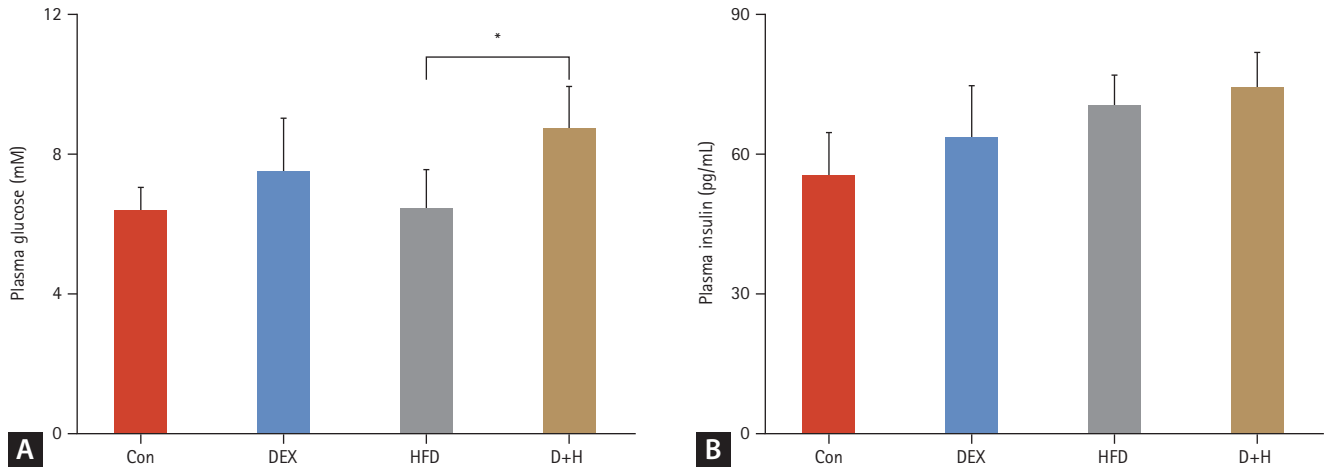 Plasma glucose (mM)
12
8
4
0
*
Con DEX HFD D+H
A
Plasma insulin (pg/mL)
90
60
30
0
Con DEX HFD D+H
B